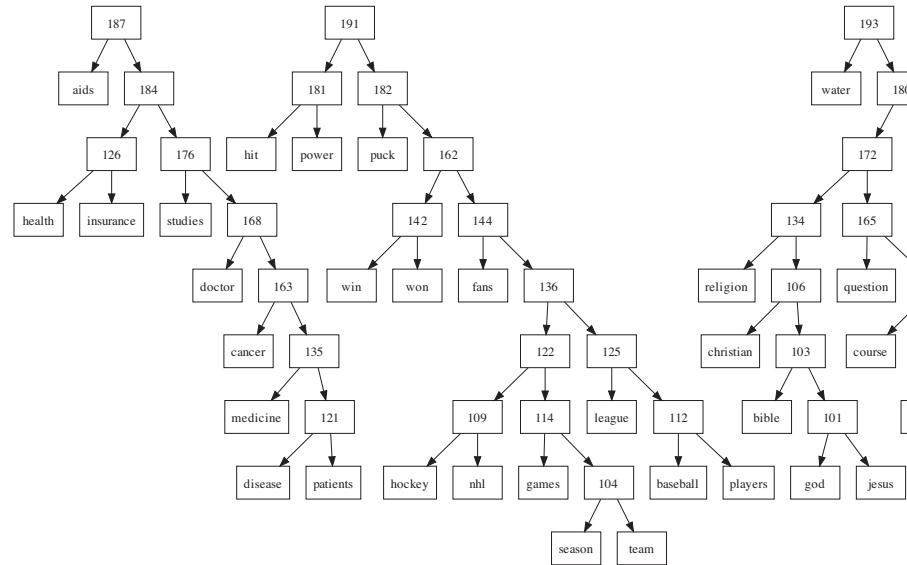 187 191 193
aids 184 181 182 water 180
126 176 hit power puck 162 172
health insurance studies 168 142 144 134 165
doctor 163 win won fans 136 religion 106 question
cancer 135 122 125 christian 103 course
medicine 121 109 114 league 112 bible 101
disease patients hockey nhl games 104 baseball players god jesus
season team